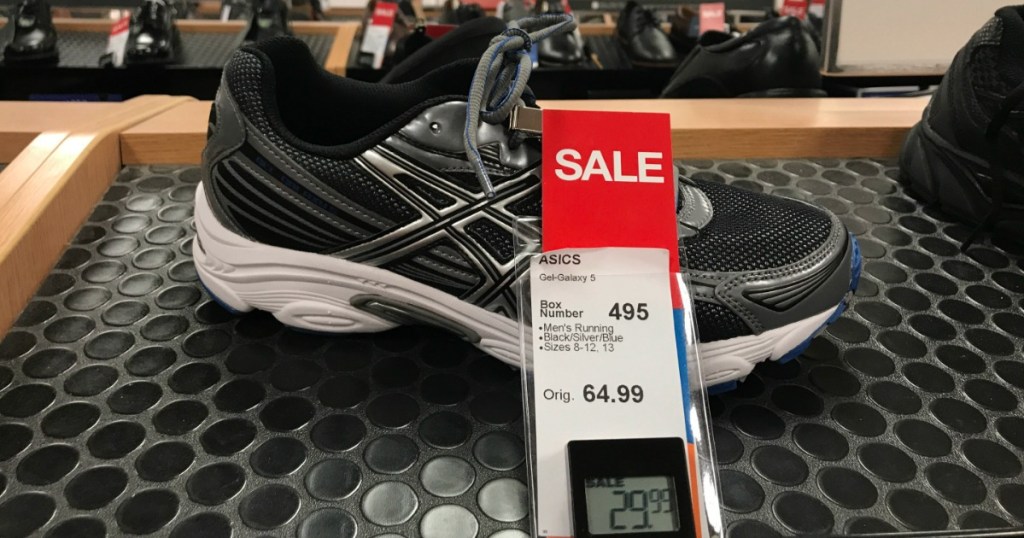 SALE
ASICS
Gel-Galaxy 5
Box
Number 495
•Men's Running
•Black/Silver/Blue
•Sizes 8-12, 13
Orig. 64.99
SALE
29.99